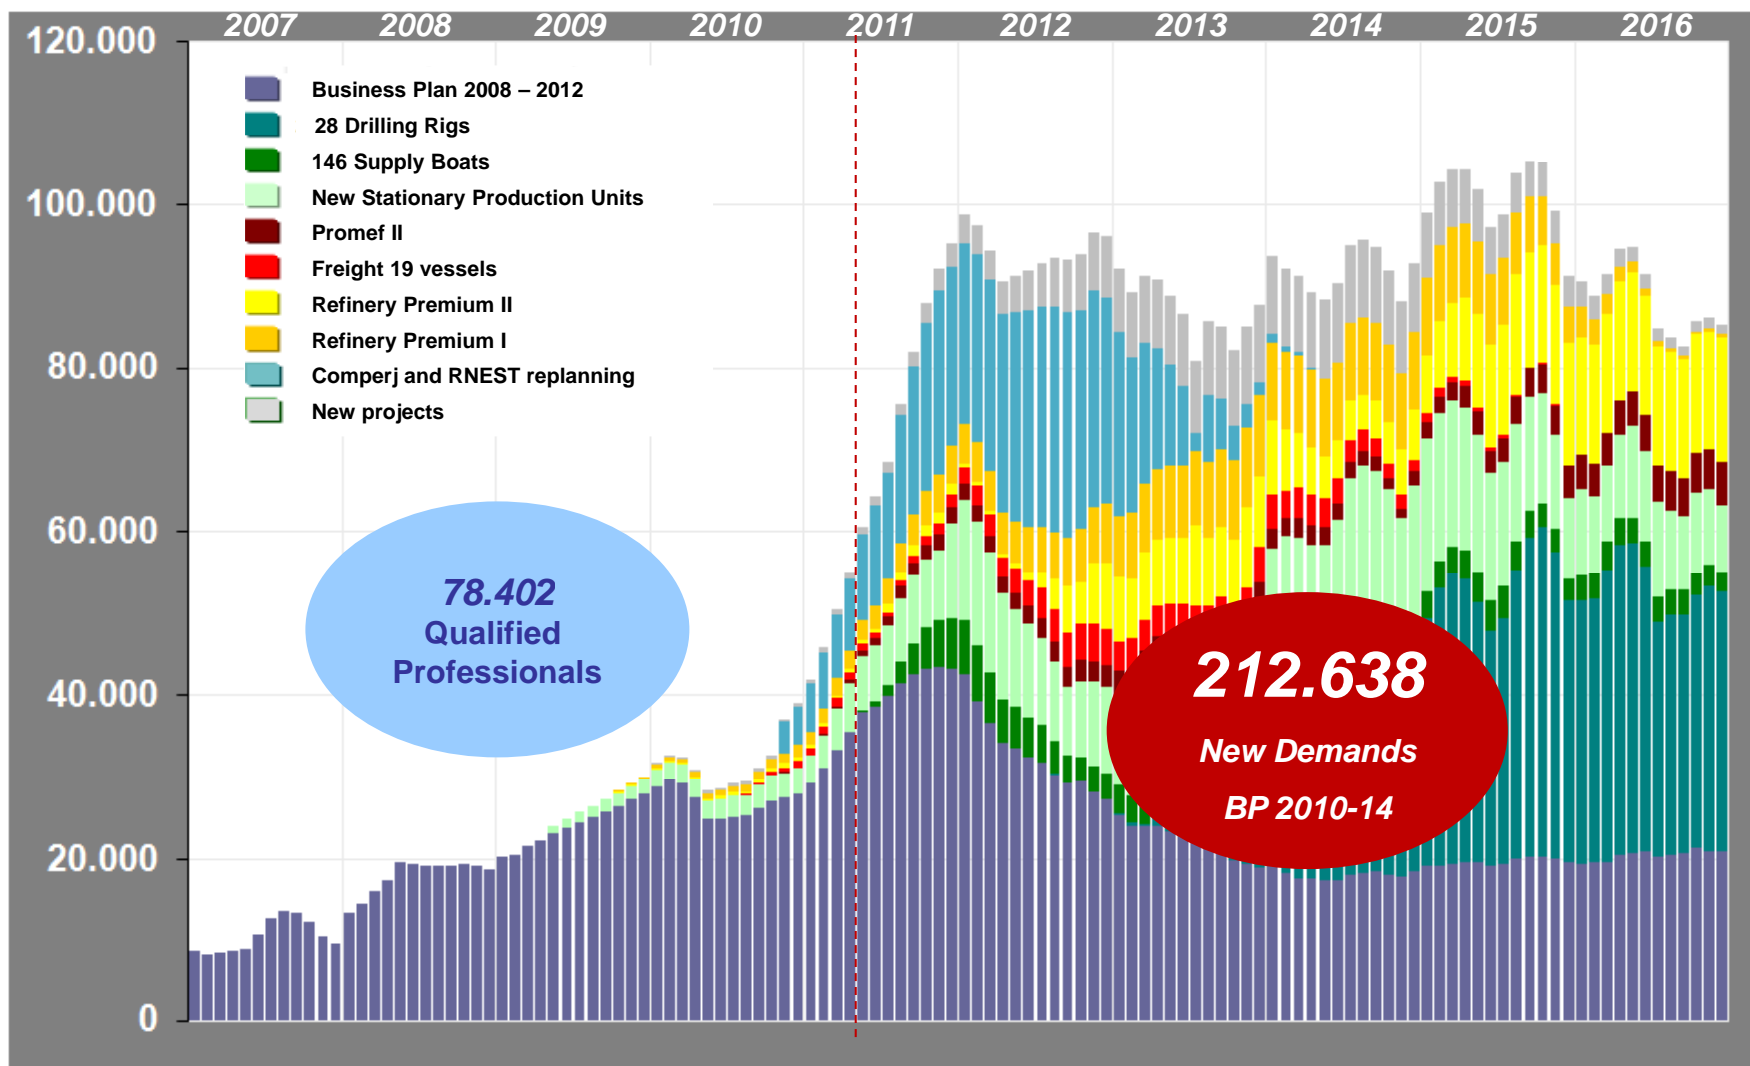 2007 2008 2009 2010 2011 2012 2013 2014 2015 2016
120.000
100.000
80.000
60.000
40.000
20.000
0
Business Plan 2008 – 2012
28 Drilling Rigs
146 Supply Boats
New Stationary Production Units
Promef II
Freight 19 vessels
Refinery Premium II
Refinery Premium I
Comperj and RNEST replanning
New projects
78.402
Qualified
Professionals
212.638
New Demands
BP 2010-14